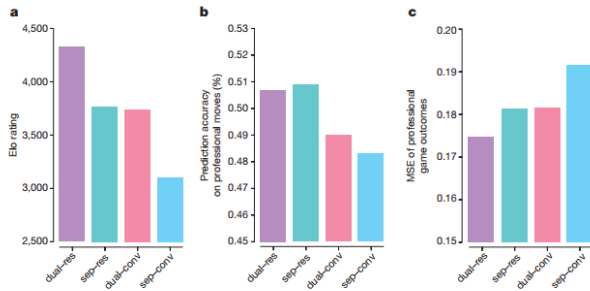 a
Elo rating
4,500
4,000
3,500
3,000
2,500
dual–res
sep–res
dual–conv
sep–conv
b
Prediction accuracy
on professional moves (%)
0.53
0.52
0.51
0.50
0.49
0.48
0.47
0.46
0.45
dual–res
sep–res
dual–conv
sep–conv
c
MSE of professional
game outcomes
0.20
0.19
0.18
0.17
0.16
0.15
dual–res
sep–res
dual–conv
sep–conv